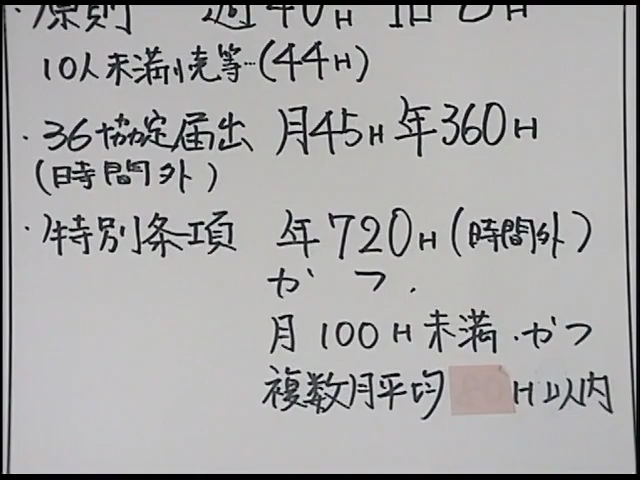 ・原則 週40H 1日8H
10人未満小売等…(44H)
・36協定届出 月45H 年360H
(時間外)
・特別条項 年720H(時間外)
かつ.
月100H未満.かつ
複数月平均 H以内